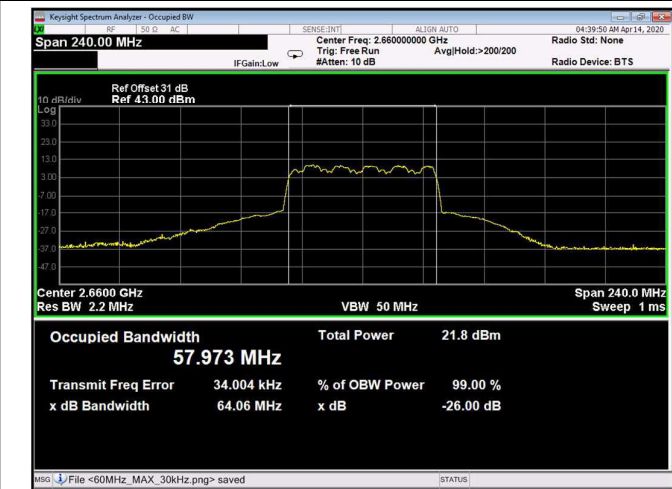 Keysight Spectrum Analyzer - Occupied BW
LXI RF 50 Ω AC SENSE:INT ALIGN AUTO 04:39:50 AM Apr 14, 2020
Span 240.00 MHz Center Freq: 2.660000000 GHz Radio Std: None
Trig: Free Run Avg|Hold:>200/200
IFGain:Low #Atten: 10 dB Radio Device: BTS
Ref Offset 31 dB
10 dB/div Ref 43.00 dBm
Log
33.0
23.0
13.0
3.00
-7.00
-17.0
-27.0
-37.0
-47.0
Center 2.6600 GHz Span 240.0 MHz
Res BW 2.2 MHz VBW 50 MHz Sweep 1 ms
Occupied Bandwidth Total Power 21.8 dBm
57.973 MHz
Transmit Freq Error 34.004 kHz % of OBW Power 99.00 %
x dB Bandwidth 64.06 MHz x dB -26.00 dB
MSG File <60MHz_MAX_30kHz.png> saved STATUS